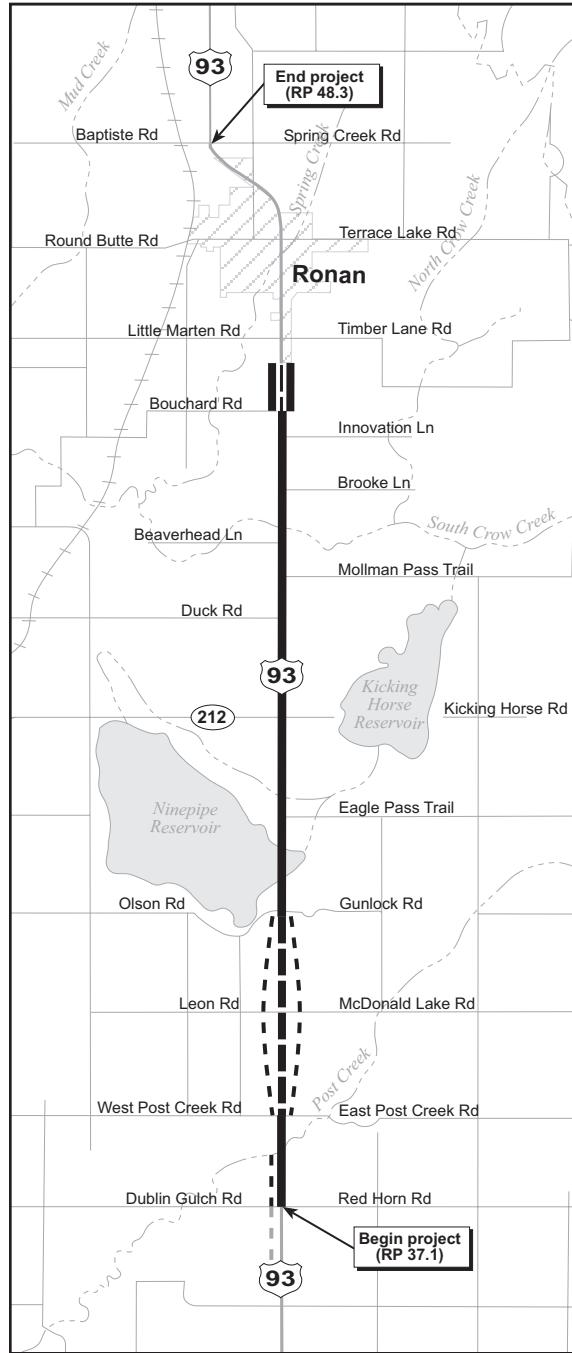 Mud Creek
93
End project
(RP 48.3)
Baptiste Rd
Spring Creek Rd
Spring Creek
North Crow Creek
Round Butte Rd
Terrace Lake Rd
Ronan
Little Marten Rd
Timber Lane Rd
Bouchard Rd
Innovation Ln
Brooke Ln
South Crow Creek
Beaverhead Ln
Mollman Pass Trail
Duck Rd
93
Kicking
Horse
Reservoir
212
Kicking Horse Rd
Ninepipe
Reservoir
Eagle Pass Trail
Olson Rd
Gunlock Rd
Leon Rd
McDonald Lake Rd
Post Creek
West Post Creek Rd
East Post Creek Rd
Dublin Gulch Rd
Red Horn Rd
Begin project
(RP 37.1)
93